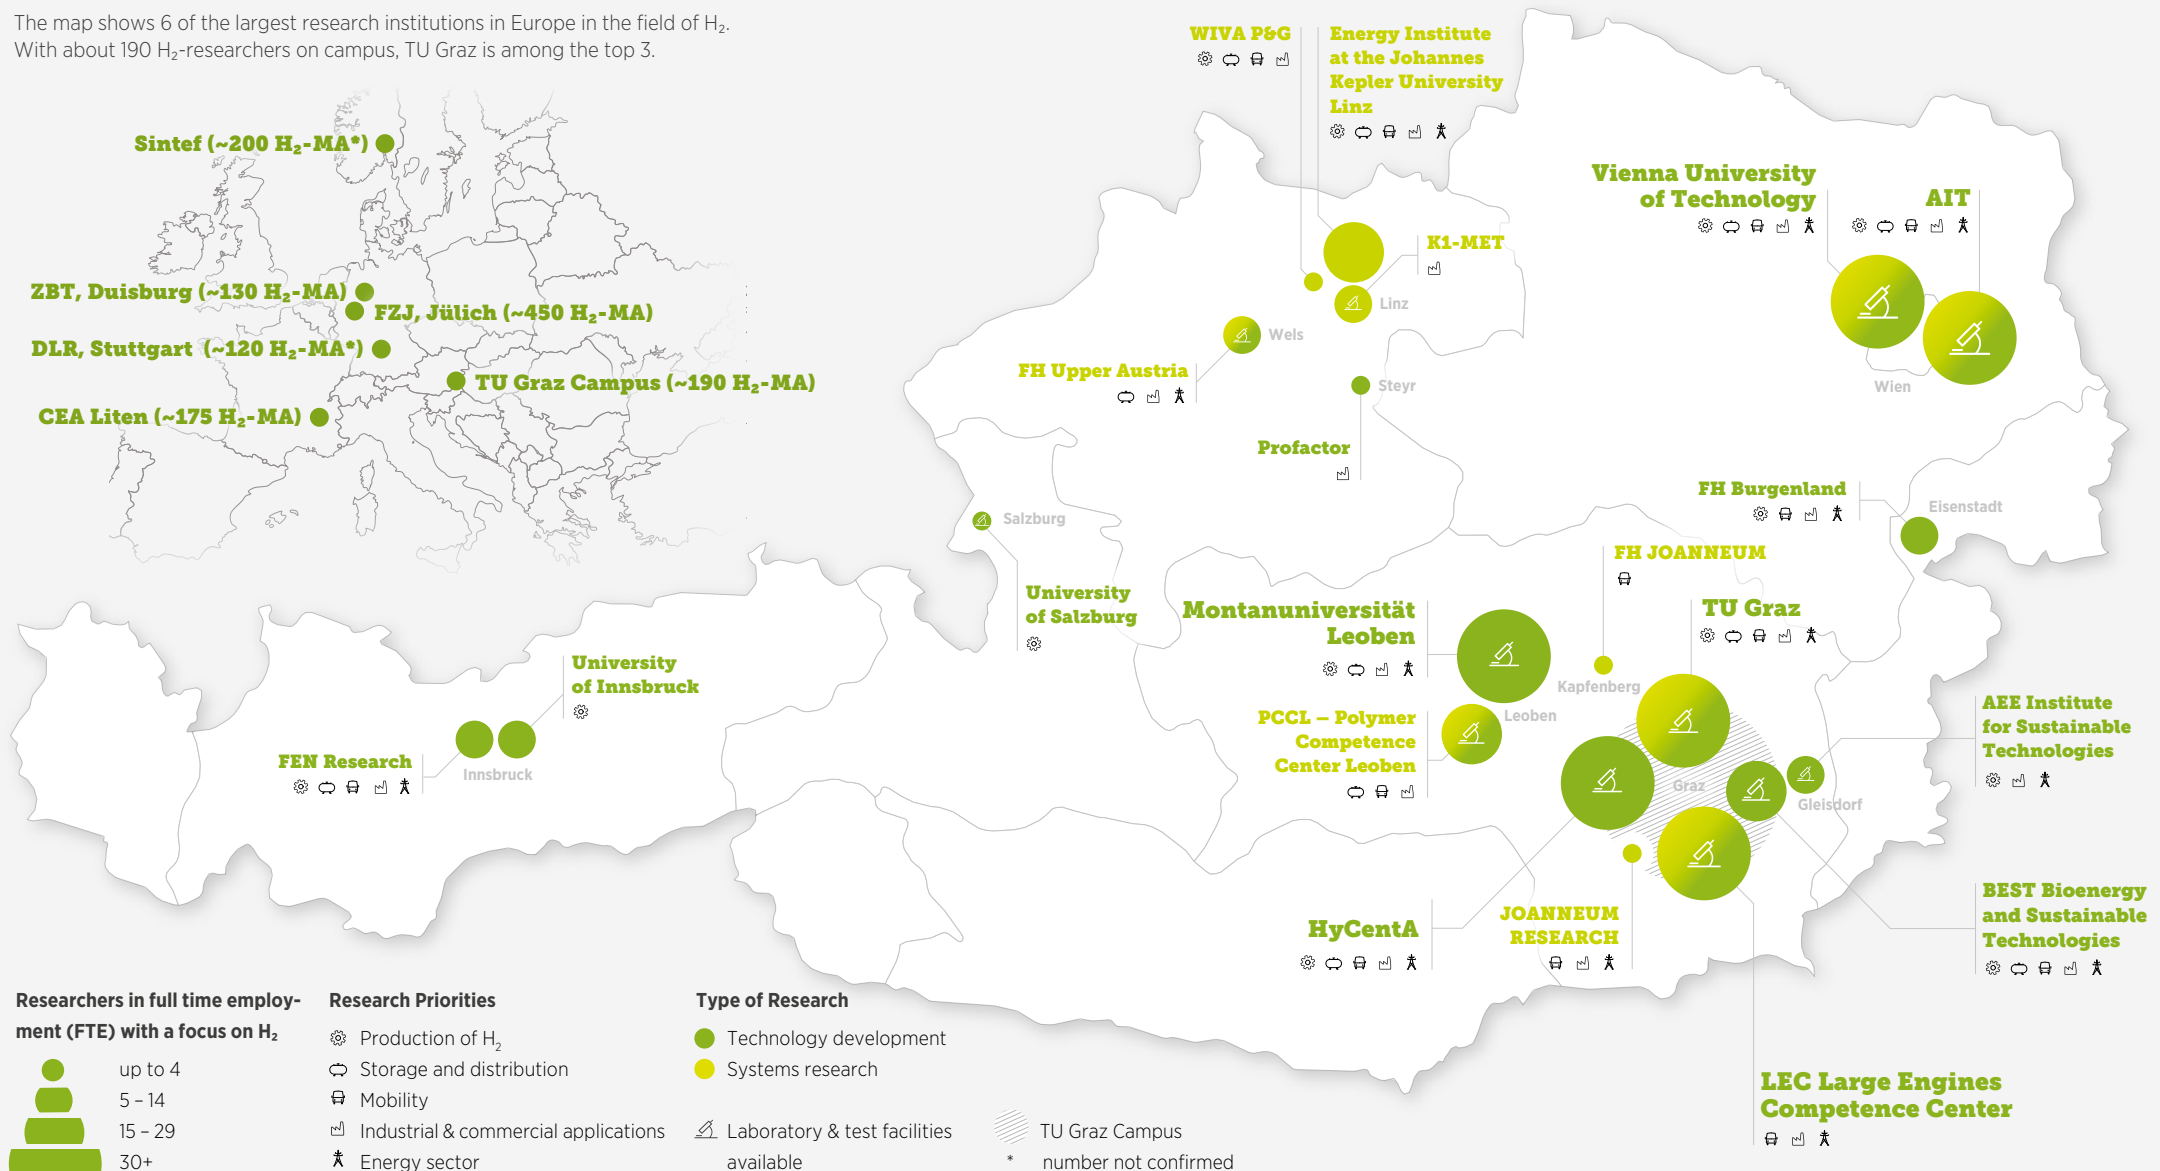 The map shows 6 of the largest research institutions in Europe in the field of H₂.
With about 190 H₂-researchers on campus, TU Graz is among the top 3.
Sintef (~200 H₂-MA*)
ZBT, Duisburg (~130 H₂-MA)
FZJ, Jülich (~450 H₂-MA)
DLR, Stuttgart (~120 H₂-MA*)
TU Graz Campus (~190 H₂-MA)
CEA Liten (~175 H₂-MA)
WIVA P&G
Energy Institute
at the Johannes
Kepler University
Linz
Vienna University
of Technology
AIT
K1-MET
Linz
Wels
FH Upper Austria
Steyr
Profactor
Wien
FH Burgenland
Eisenstadt
Salzburg
University
of Salzburg
FH JOANNEUM
Montanuniversität
Leoben
TU Graz
Kapfenberg
Leoben
PCCL – Polymer
Competence
Center Leoben
University
of Innsbruck
FEN Research
Innsbruck
AEE Institute
for Sustainable
Technologies
Graz
Gleisdorf
HyCentA
JOANNEUM
RESEARCH
BEST Bioenergy
and Sustainable
Technologies
LEC Large Engines
Competence Center
Researchers in full time employ-
ment (FTE) with a focus on H₂
up to 4
5 – 14
15 – 29
30+
Research Priorities
Production of H₂
Storage and distribution
Mobility
Industrial & commercial applications
Energy sector
Type of Research
Technology development
Systems research
Laboratory & test facilities
available
TU Graz Campus
* number not confirmed